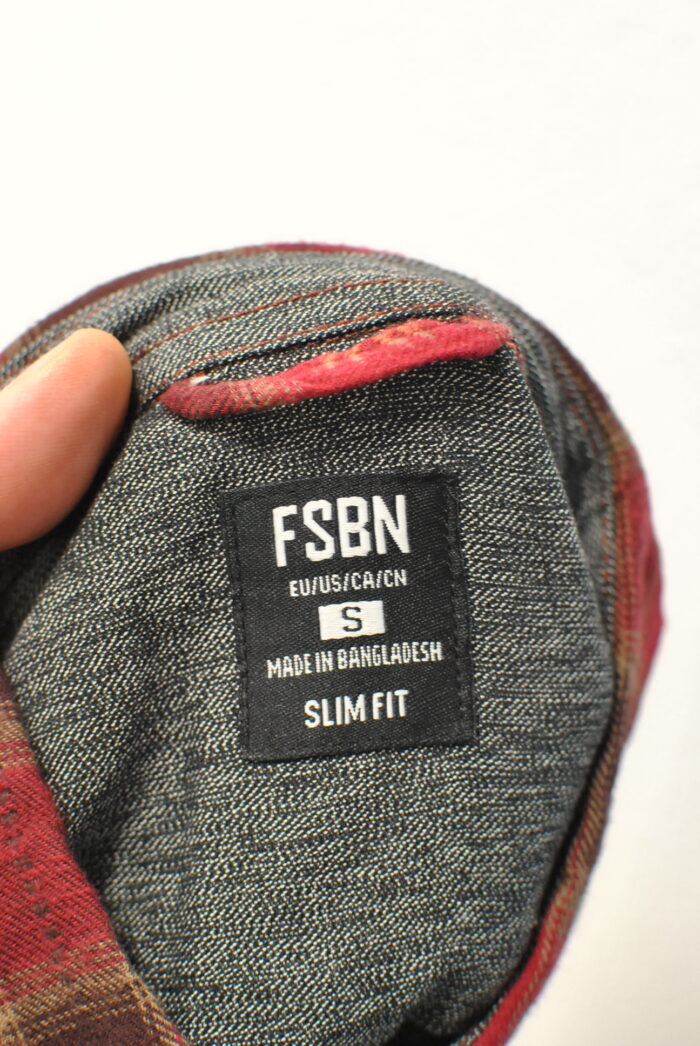 FSBN
EU/US/CA/CN
S
MADE IN BANGLADESH
SLIM FIT